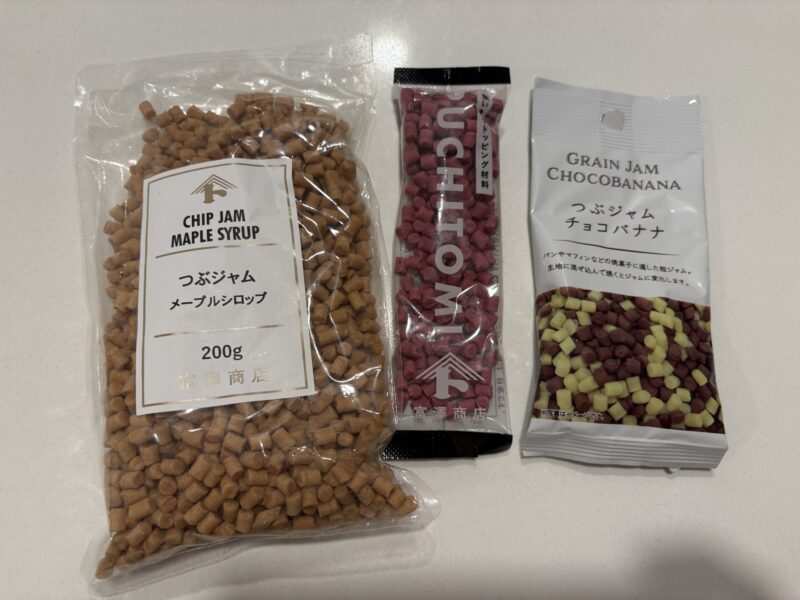 CHIP JAM
MAPLE SYRUP
つぶジャム
メープルシロップ
200g
富澤商店
トッピング材料
PUCHITOMI
富澤商店
GRAIN JAM
CHOCOBANANA
つぶジャム
チョコバナナ
パンやマフィンなどの焼菓子に適した粒ジャム。
生地に混ぜ込んで焼くとジャムに変化します。